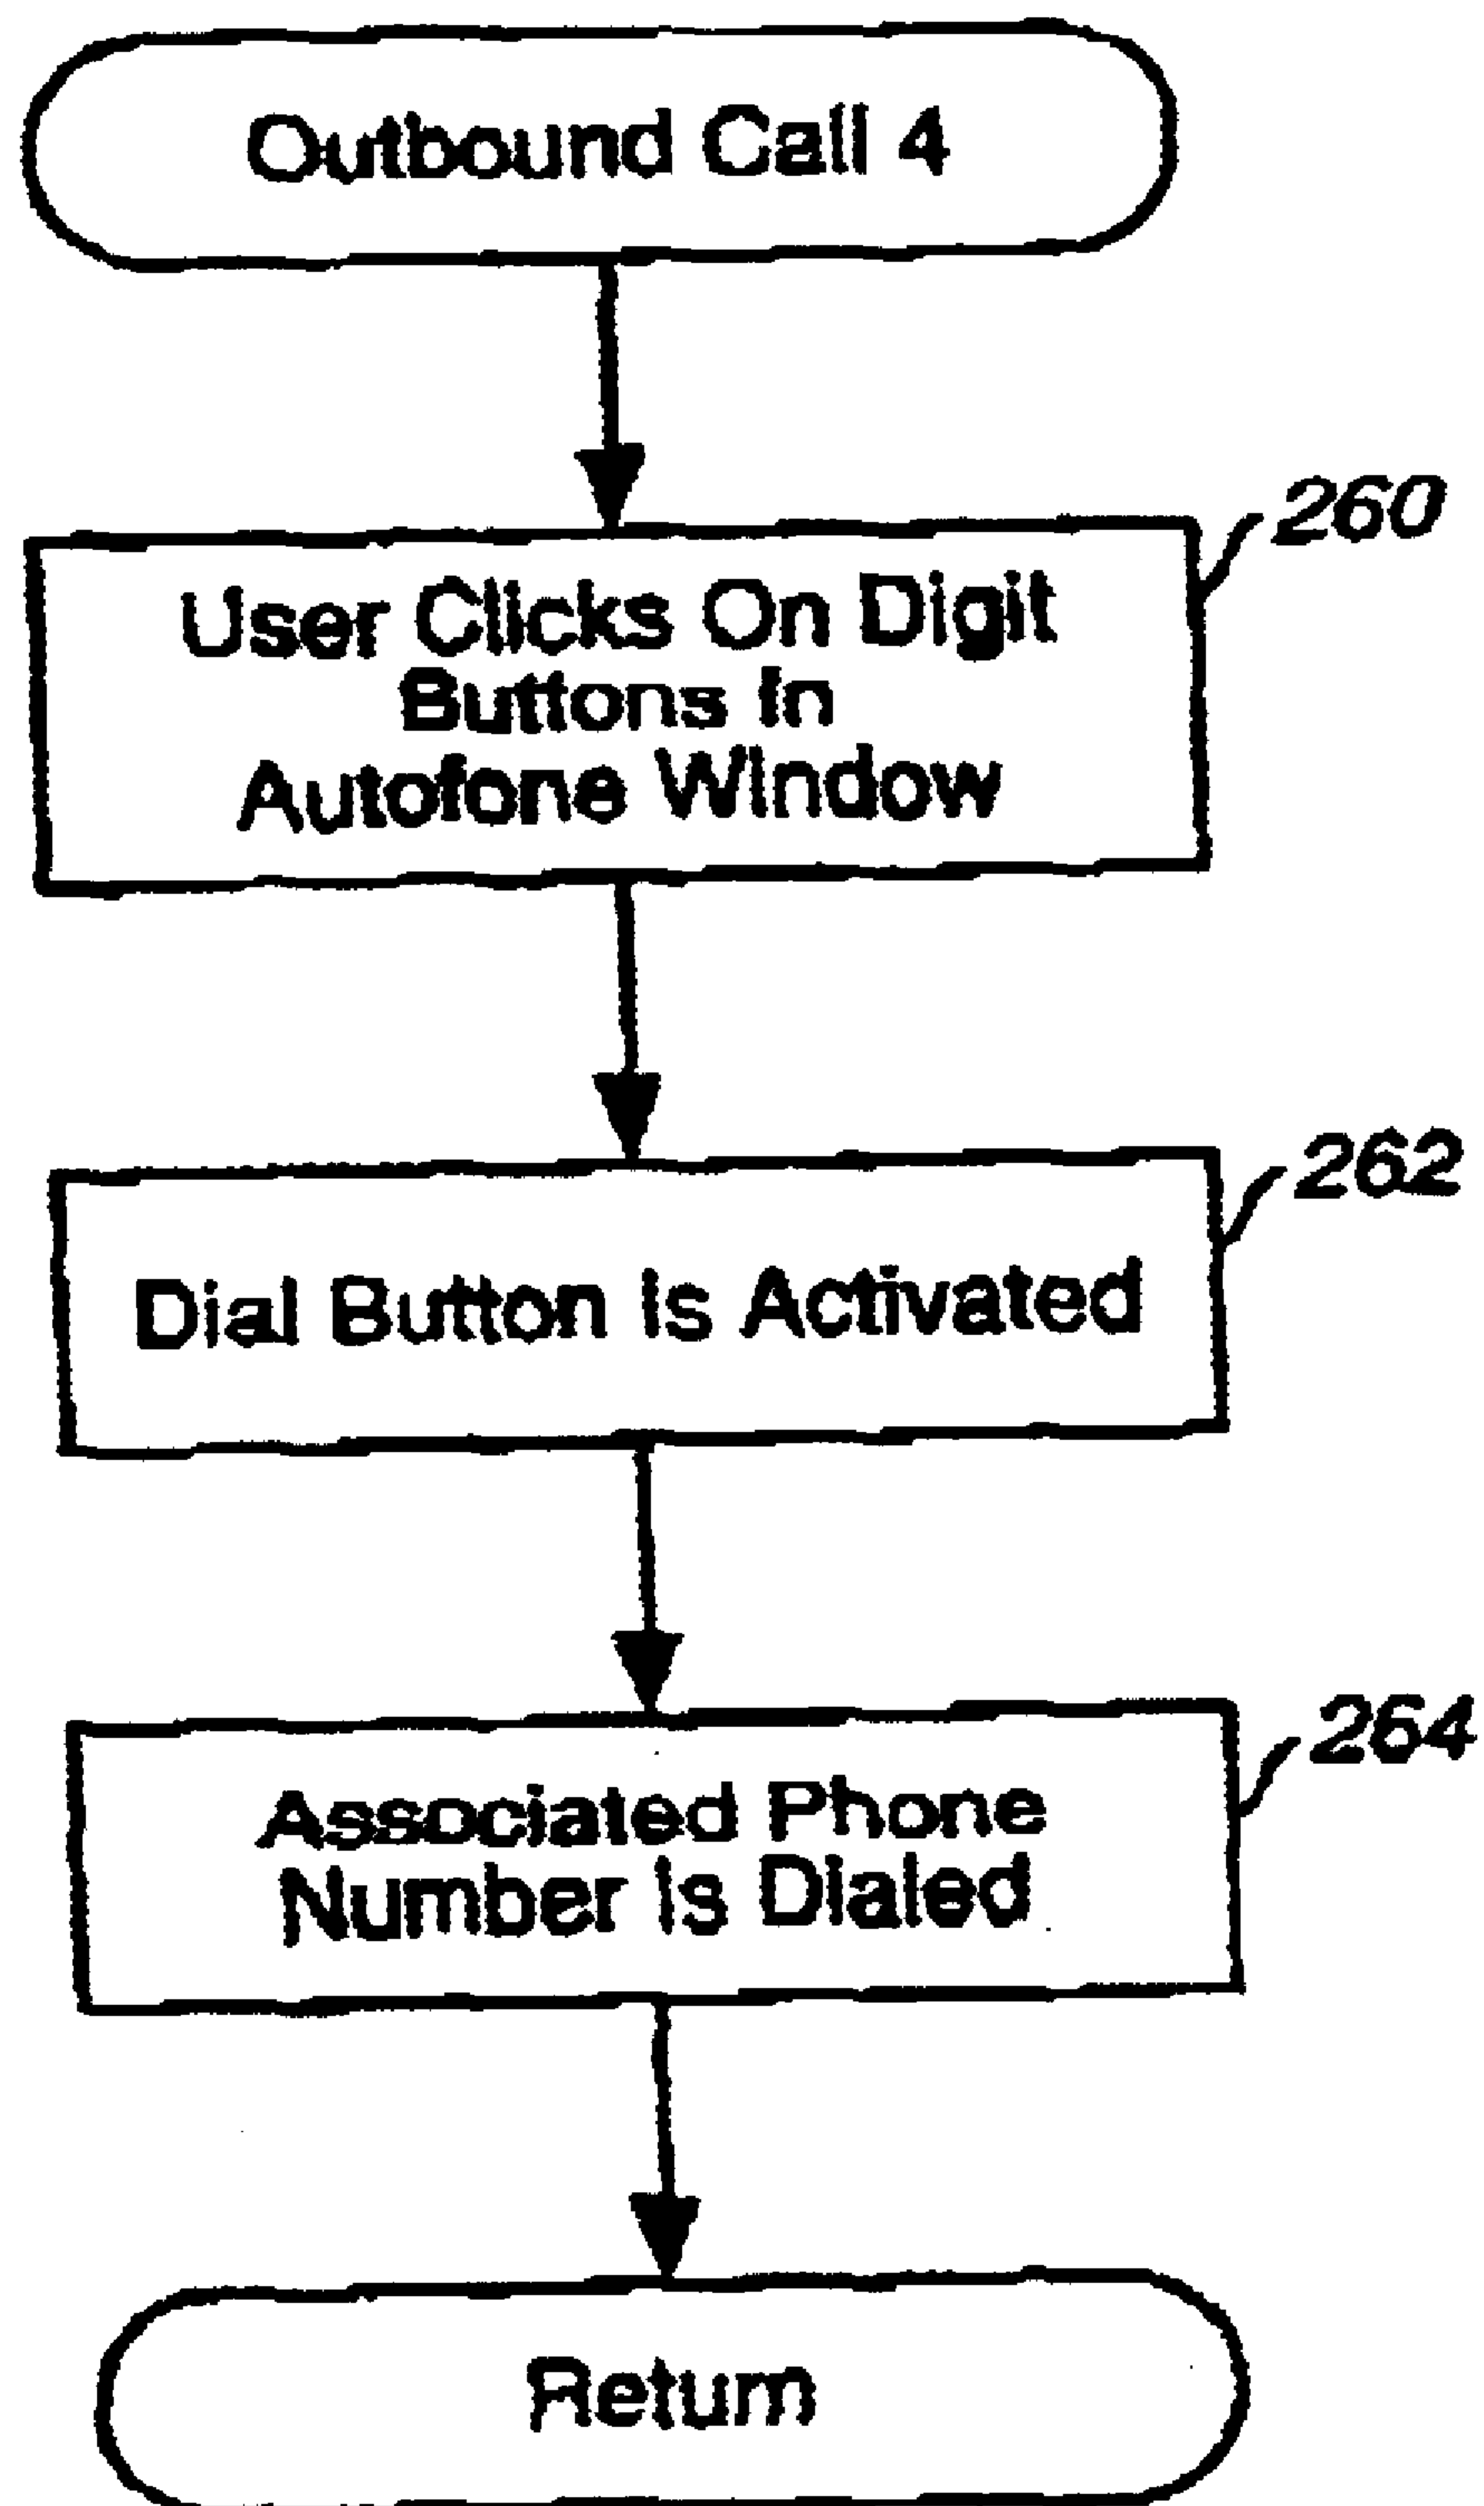 Outbound Call 4
260
User Clicks On Digit
Buttons In
Autofone Window
262
Dial Button Is Activated
264
Associated Phone
Number Is Dialed
Return